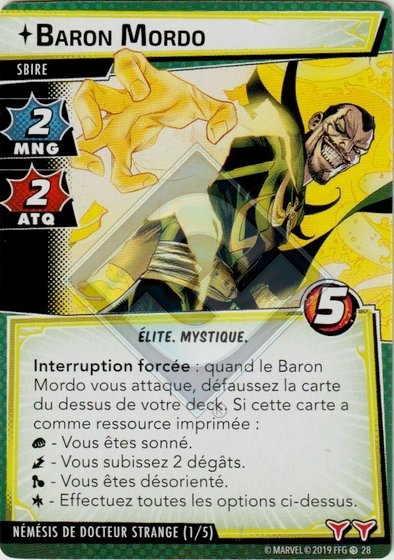 BARON MORDO
SBIRE
2
MNG
2
ATQ
5
ÉLITE. MYSTIQUE.
Interruption forcée : quand le Baron
Mordo vous attaque, défaussez la carte
du dessus de votre deck. Si cette carte a
comme ressource imprimée :
- Vous êtes sonné.
- Vous subissez 2 dégâts.
- Vous êtes désorienté.
- Effectuez toutes les options ci-dessus.
NÉMÉSIS DE DOCTEUR STRANGE (1/5)
© MARVEL © 2019 FFG 28